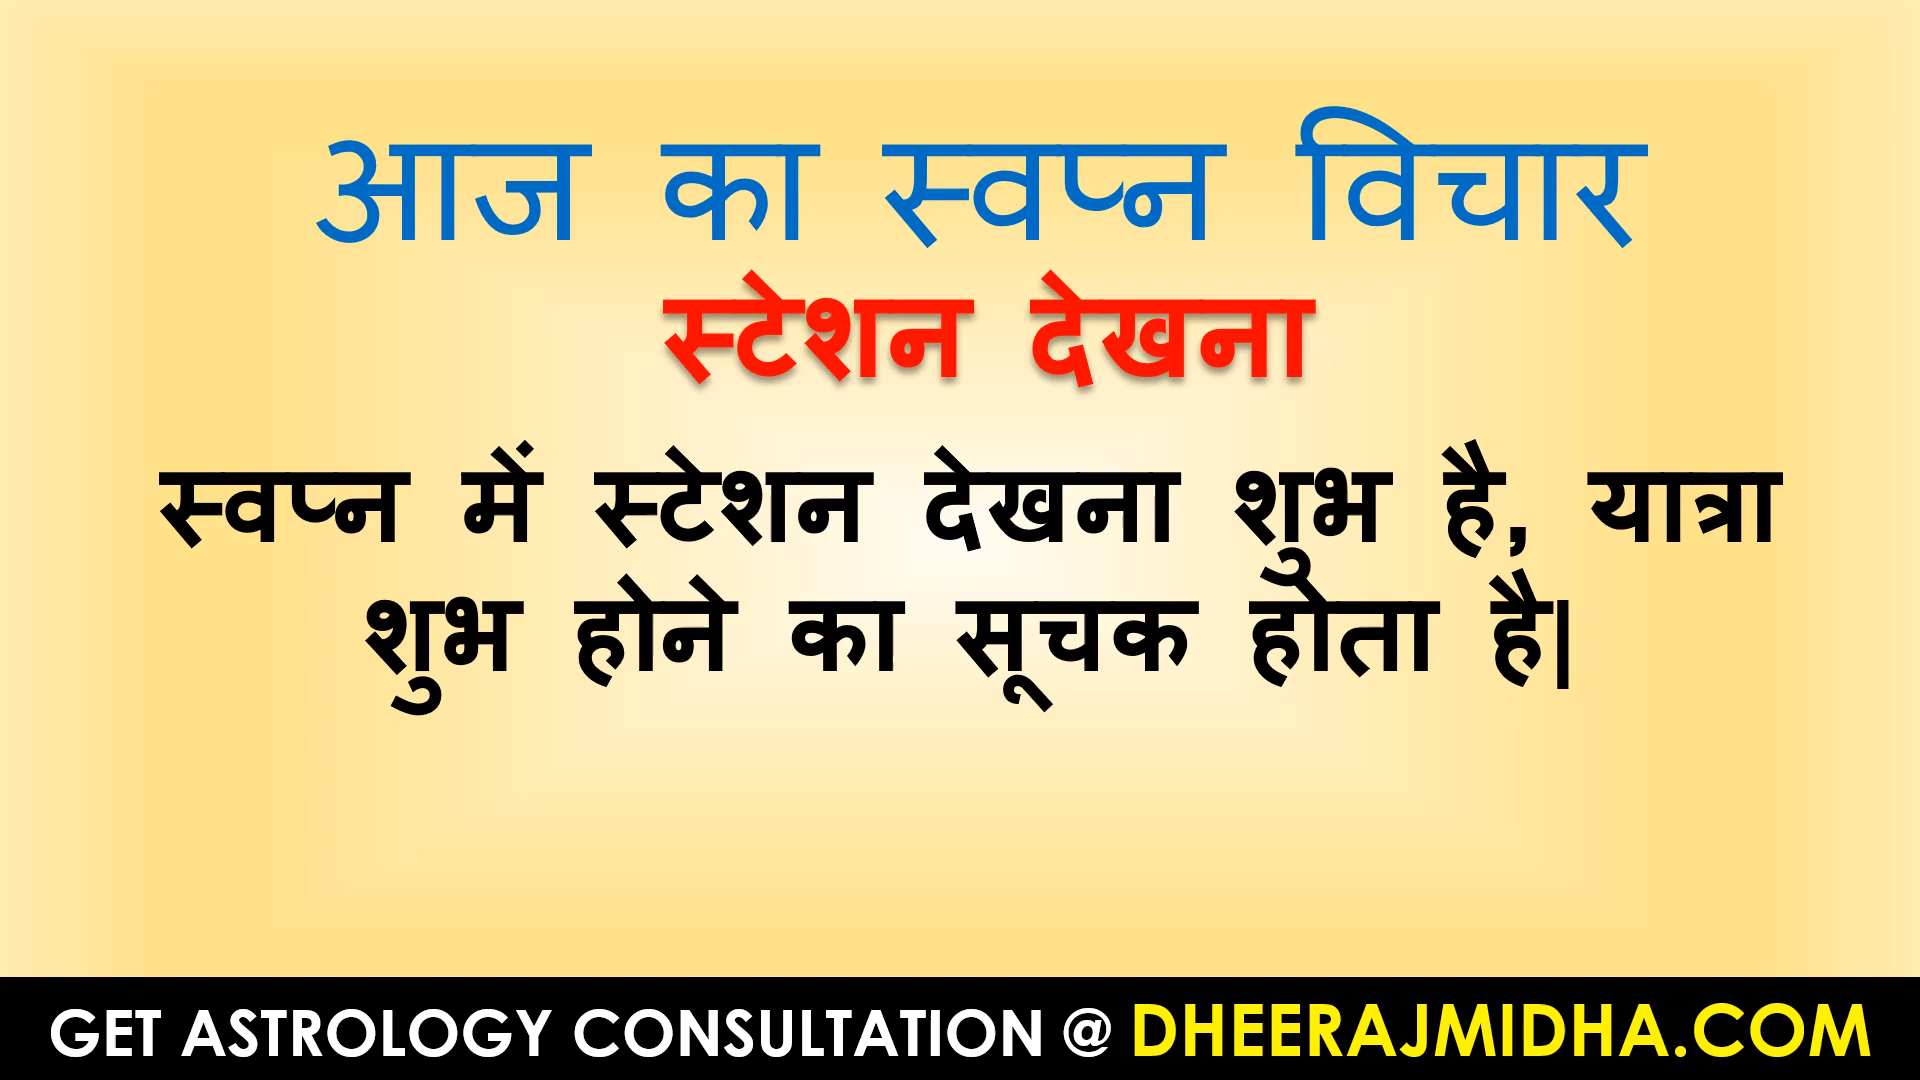 आज का स्वप्न विचार
स्टेशन देखना
स्वप्न में स्टेशन देखना शुभ है, यात्रा
शुभ होने का सूचक होता है|
GET ASTROLOGY CONSULTATION @ DHEERAJMIDHA.COM